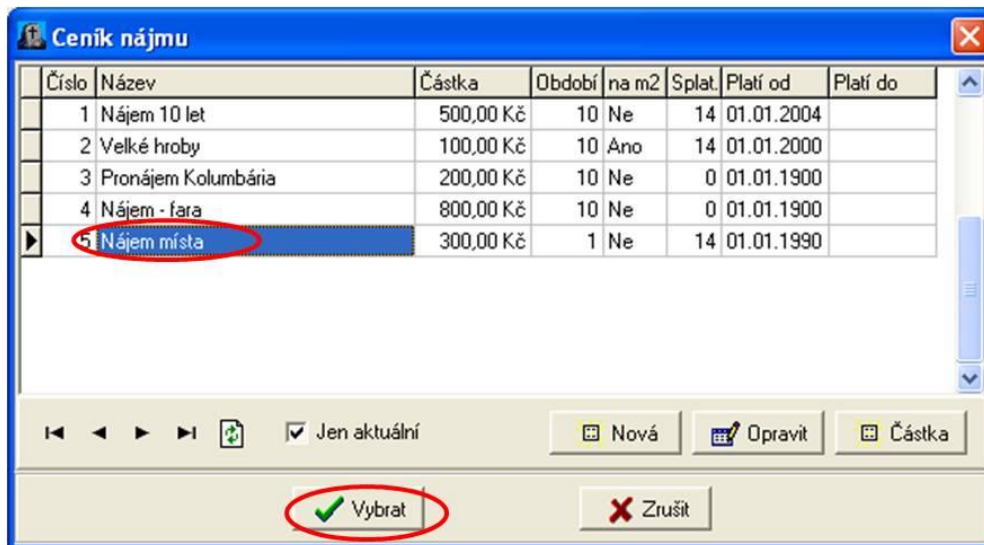 Ceník nájmu
Číslo Název Částka Období na m2 Splat. Platí od Platí do
1 Nájem 10 let 500,00 Kč 10 Ne 14 01.01.2004
2 Velké hroby 100,00 Kč 10 Ano 14 01.01.2000
3 Pronájem Kolumbária 200,00 Kč 10 Ne 0 01.01.1900
4 Nájem - fara 800,00 Kč 10 Ne 0 01.01.1900
5 Nájem místa 300,00 Kč 1 Ne 14 01.01.1990
Jen aktuální Nová Opravit Částka
Vybrat Zrušit